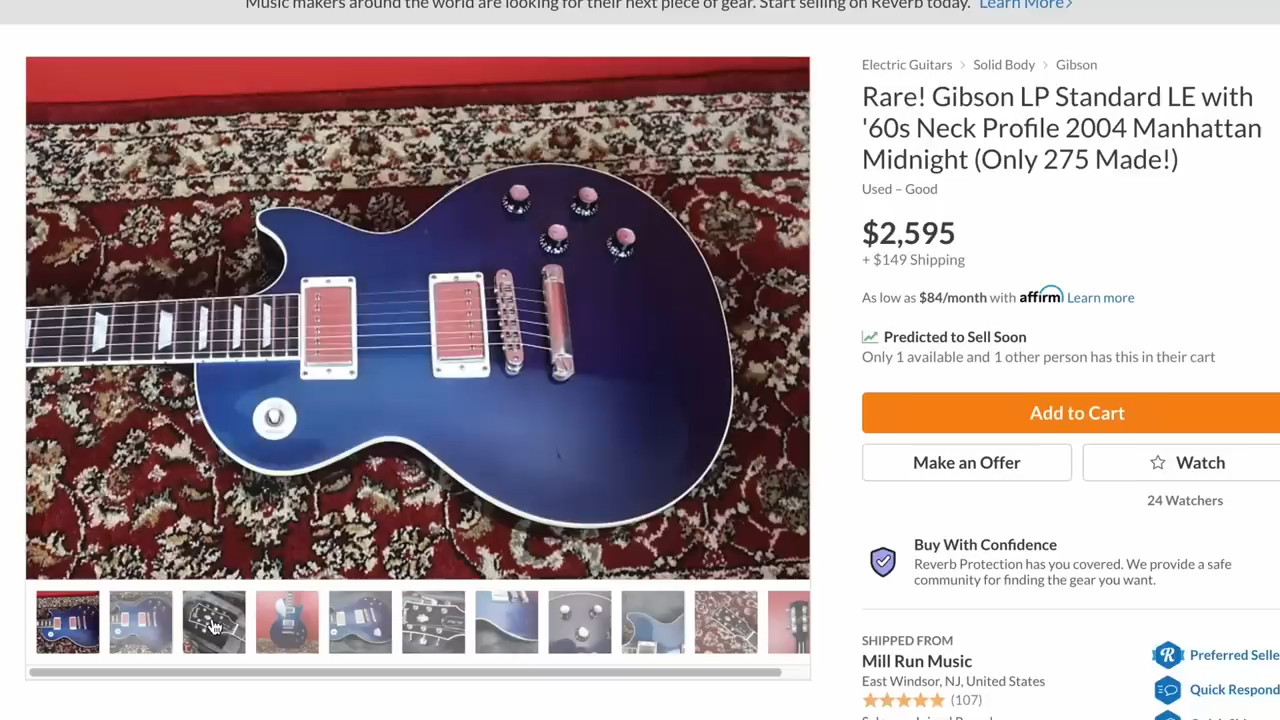 Music makers around the world are looking for their next piece of gear. Start selling on Reverb today. Learn More>
Electric Guitars > Solid Body > Gibson
Rare! Gibson LP Standard LE with
'60s Neck Profile 2004 Manhattan
Midnight (Only 275 Made!)
Used – Good
$2,595
+ $149 Shipping
As low as $84/month with affirm Learn more
Predicted to Sell Soon
Only 1 available and 1 other person has this in their cart
Add to Cart
Make an Offer
Watch
24 Watchers
Buy With Confidence
Reverb Protection has you covered. We provide a safe
community for finding the gear you want.
SHIPPED FROM
Mill Run Music
East Windsor, NJ, United States
(107)
R Preferred Selle
Quick Respond